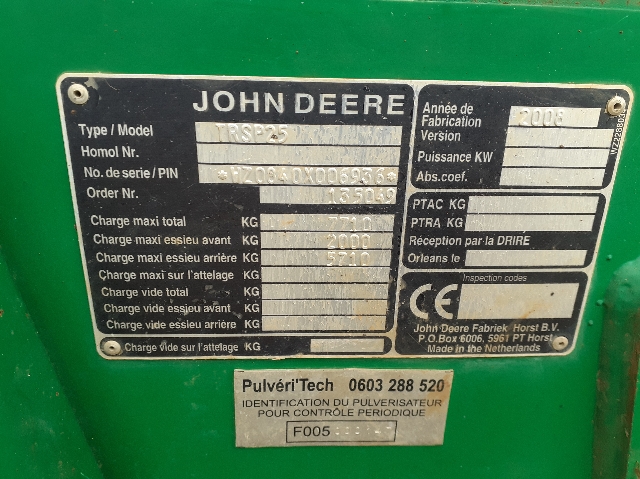 JOHN DEERE
Type / Model TRSP25
Homol Nr.
No. de serie / PIN
Order Nr. 135049
Charge maxi total KG 7710
Charge maxi essieu avant KG 2000
Charge maxi essieu arrière KG 5710
Charge maxi sur l'attelage KG
Charge vide total KG
Charge vide essieu avant KG
Charge vide essieu arrière KG
Charge vide sur l'attelage KG
Année de
Fabrication 2006
Version
Puissance KW
Abs.coef.
PTAC KG
PTRA KG
Réception par la DRIRE
Orleans le
Inspection codes
CE
John Deere Fabriek Horst B.V.
P.O.Box 6006, 5961 PT Horst
Made in the Netherlands
Pulvéri'Tech 0603 288 520
IDENTIFICATION DU PULVERISATEUR
POUR CONTRÔLE PERIODIQUE
F005